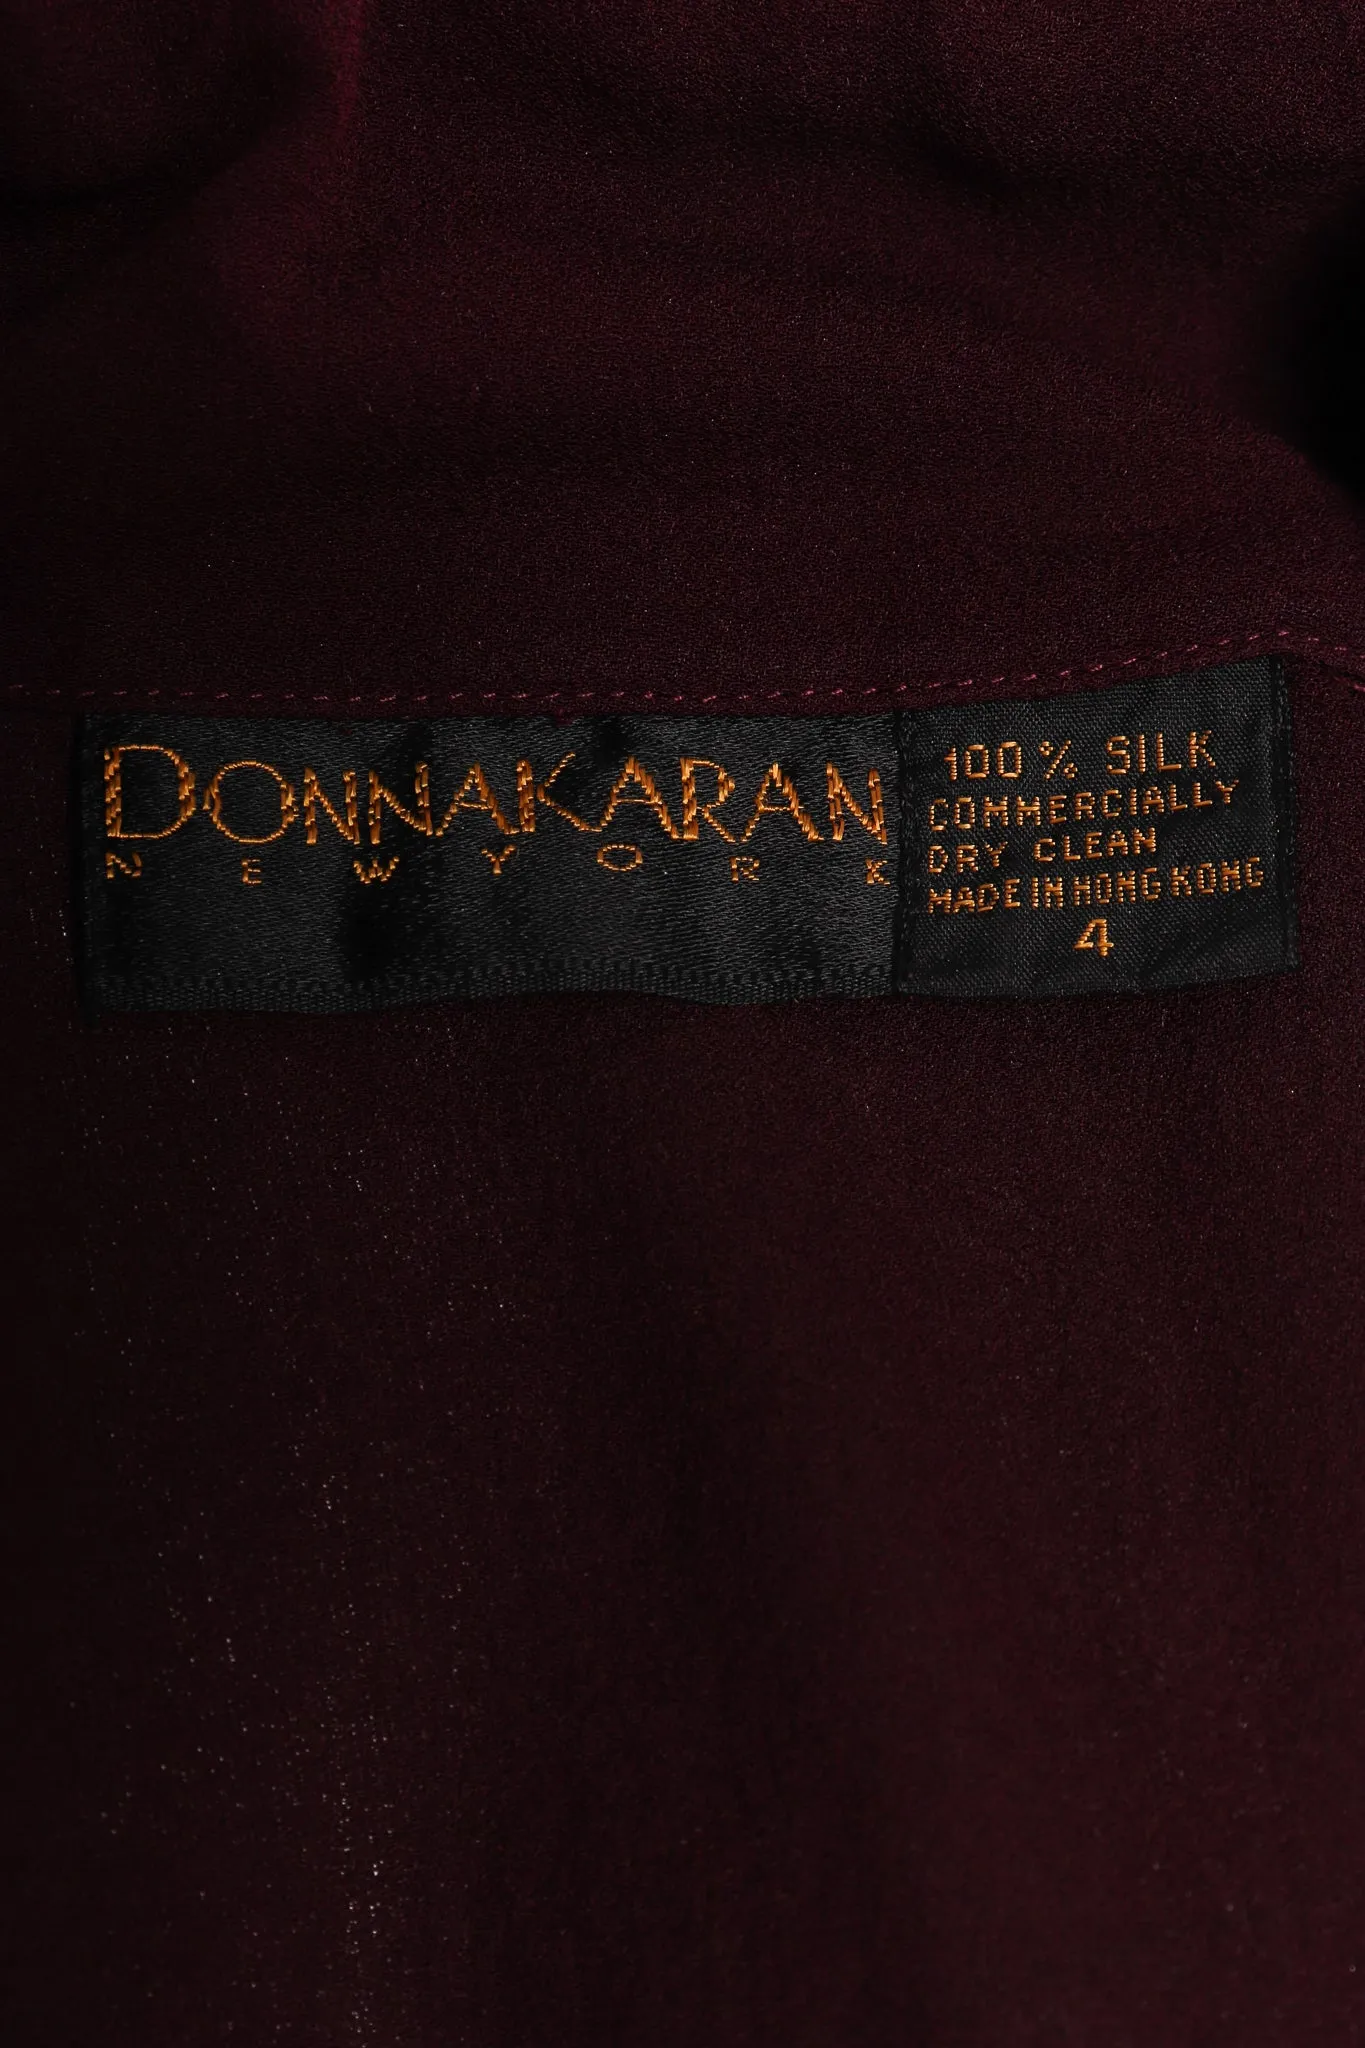 DONNAKARAN
NEW YORK
100% SILK
COMMERCIALLY
DRY CLEAN
MADE IN HONG KONG
4